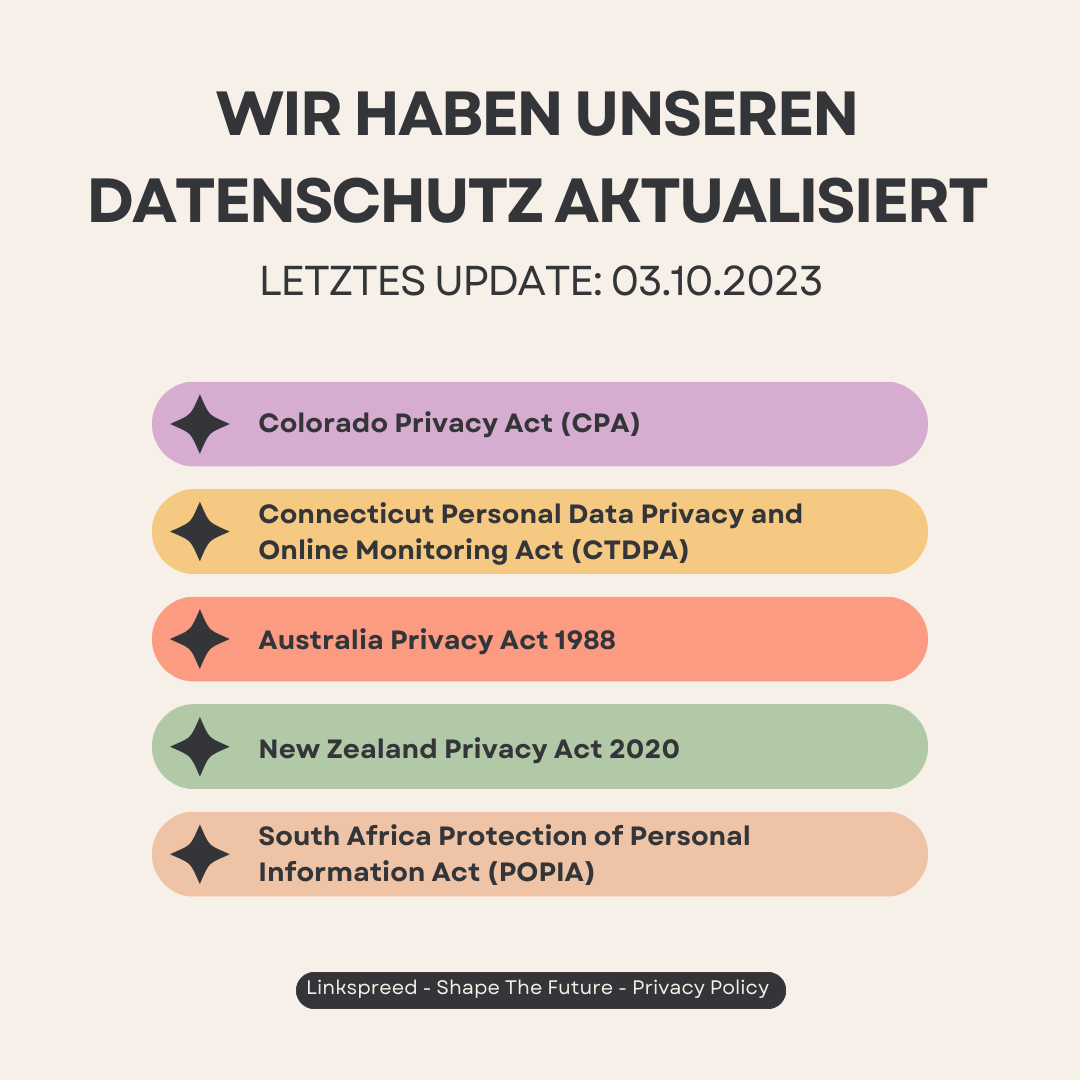 WIR HABEN UNSEREN
DATENSCHUTZ AKTUALISIERT
LETZTES UPDATE: 03.10.2023
Colorado Privacy Act (CPA)
Connecticut Personal Data Privacy and
Online Monitoring Act (CTDPA)
Australia Privacy Act 1988
New Zealand Privacy Act 2020
South Africa Protection of Personal
Information Act (POPIA)
Linkspreed - Shape The Future - Privacy Policy